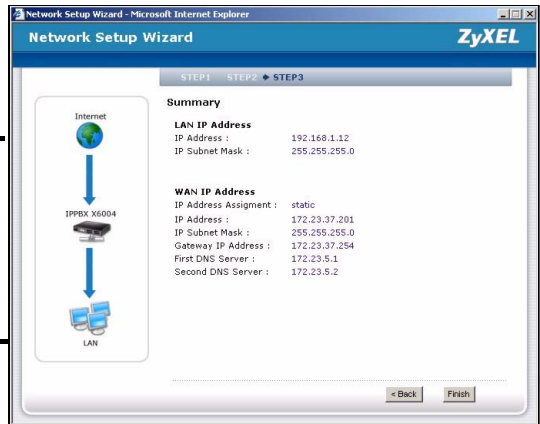 Network Setup Wizard - Microsoft Internet Explorer
Network Setup Wizard
ZyXEL
STEP1 STEP2 STEP3
Internet
IPPBX X6004
LAN
Summary
LAN IP Address
IP Address : 192.168.1.12
IP Subnet Mask : 255.255.255.0
WAN IP Address
IP Address Assigment : static
IP Address : 172.23.37.201
IP Subnet Mask : 255.255.255.0
Gateway IP Address : 172.23.37.254
First DNS Server : 172.23.5.1
Second DNS Server : 172.23.5.2
< Back Finish